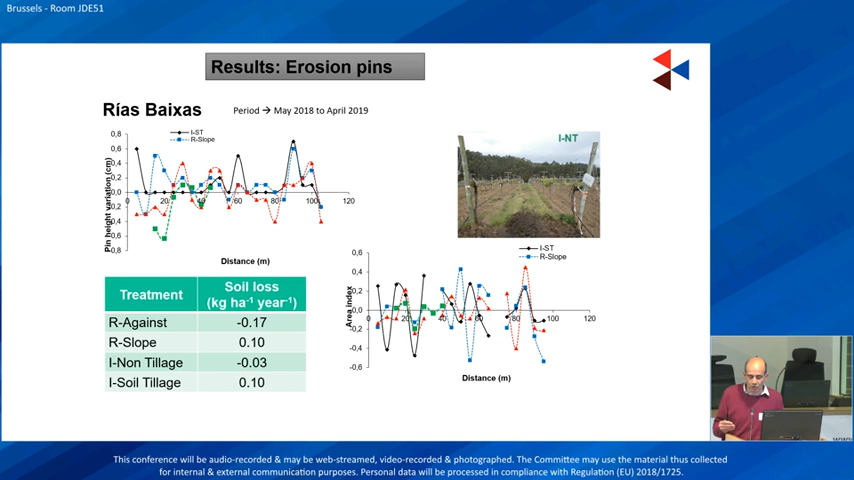 Brussels - Room JDE51
Results: Erosion pins
Rías Baixas
Period → May 2018 to April 2019
I-ST
R-Slope
Pin height variation (cm)
0,8
0,6
0,4
0,2
0,0
0,2
0,4
0,6
0,8
0
20
40
60
80
100
120
Distance (m)
I-NT
Treatment
Soil loss
(kg ha-1 year-1)
R-Against
-0.17
R-Slope
0.10
I-Non Tillage
-0.03
I-Soil Tillage
0.10
I-ST
R-Slope
Area index
0,6
0,4
0,2
0,0
-0,2
-0,4
-0,6
0
20
40
60
80
100
120
Distance (m)
This conference will be audio-recorded & may be web-streamed, video-recorded & photographed. The Committee may use the material thus collected
for internal & external communication purposes. Personal data will be processed in compliance with Regulation (EU) 2018/1725.